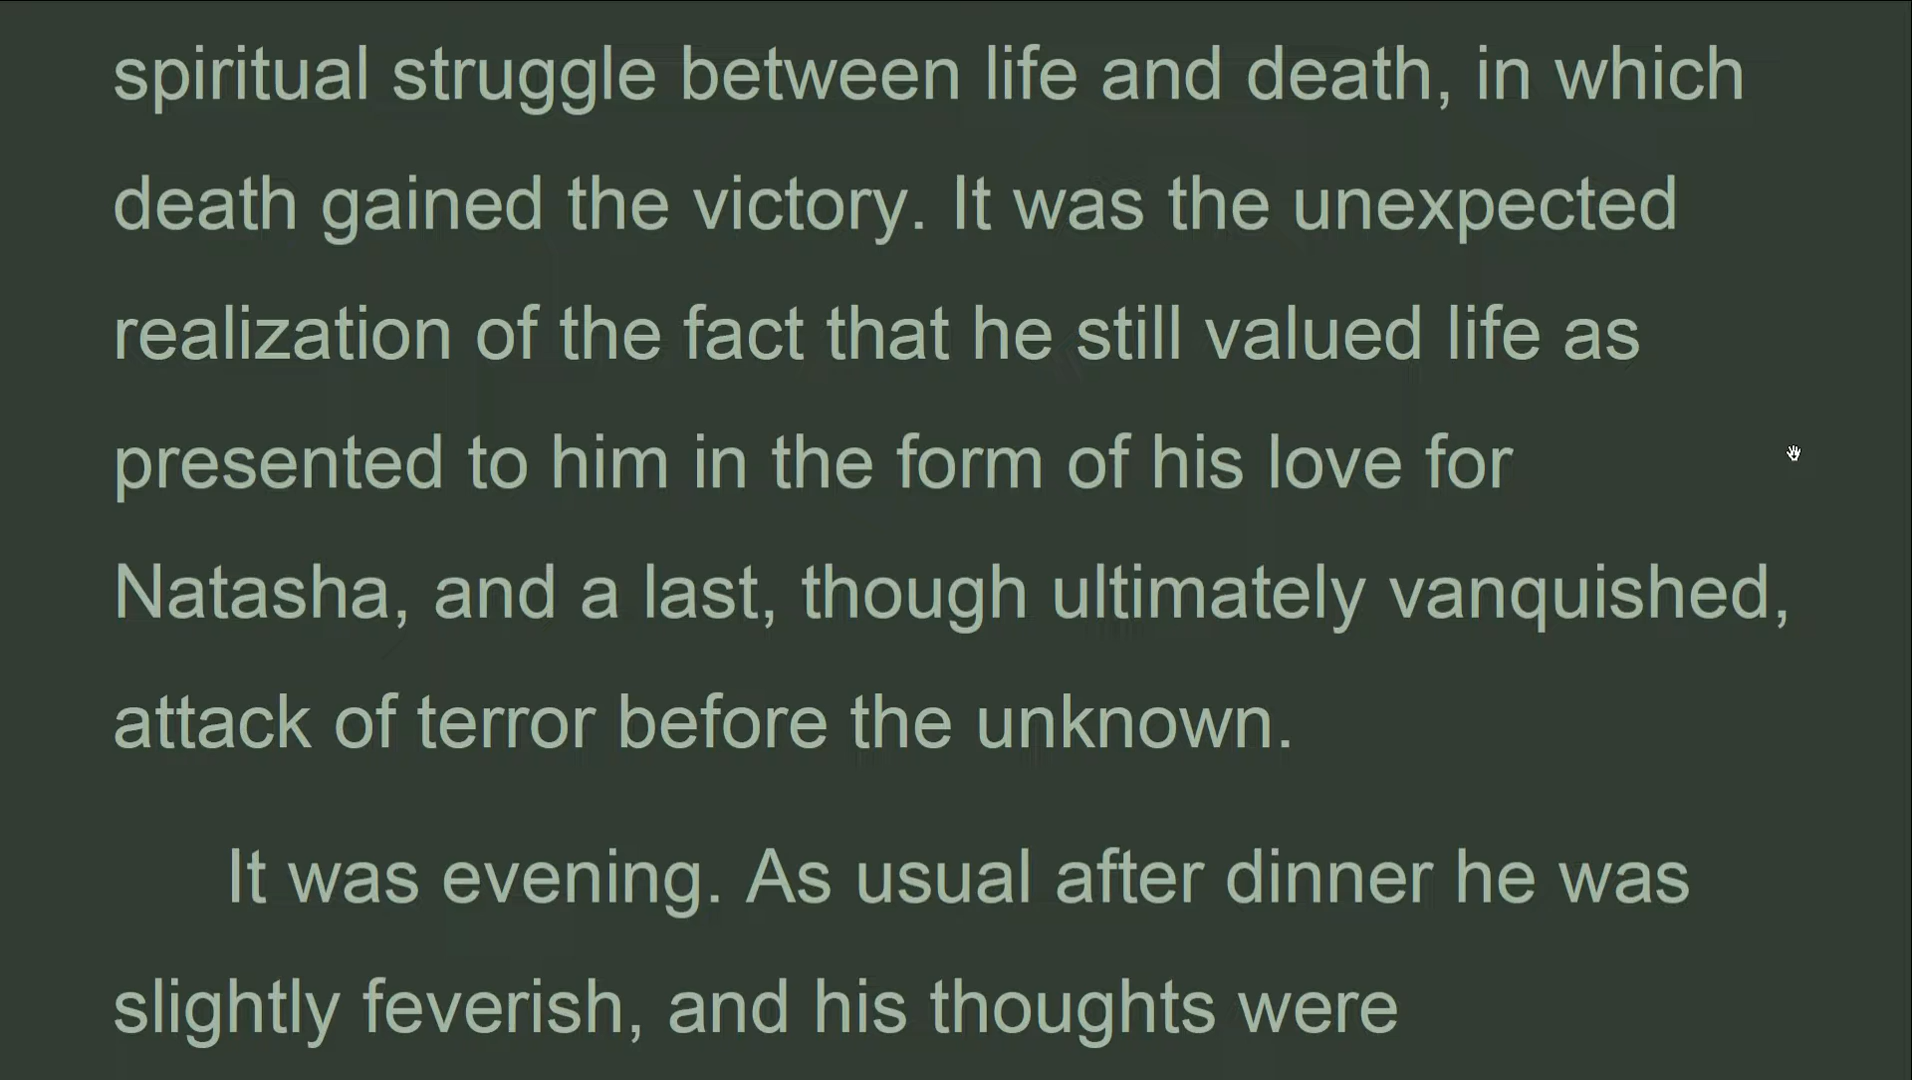 spiritual struggle between life and death, in which
death gained the victory. It was the unexpected
realization of the fact that he still valued life as
presented to him in the form of his love for
Natasha, and a last, though ultimately vanquished,
attack of terror before the unknown.
It was evening. As usual after dinner he was
slightly feverish, and his thoughts were